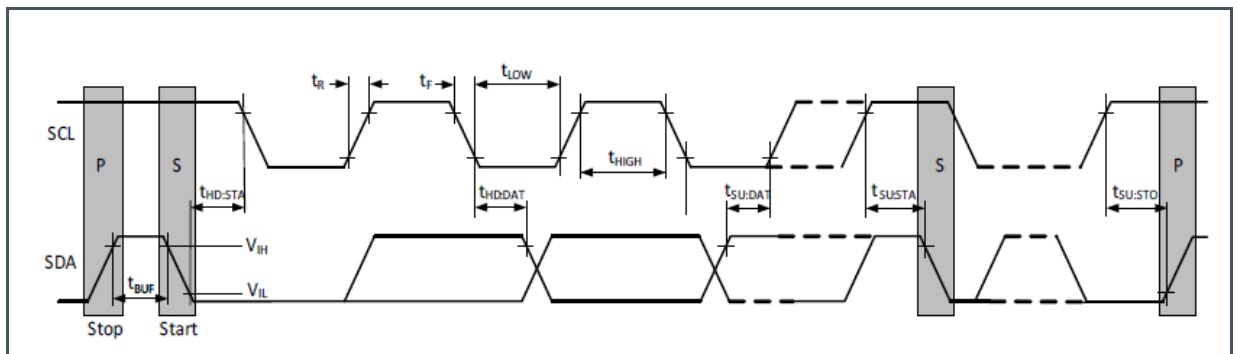 tR
tF
tLOW
SCL
P
S
tHIGH
S
P
tHD:STA
tHD:DAT
tSU:DAT
tSU:STA
tSU:STO
VIH
SDA
tBUF
VIL
Stop
Start